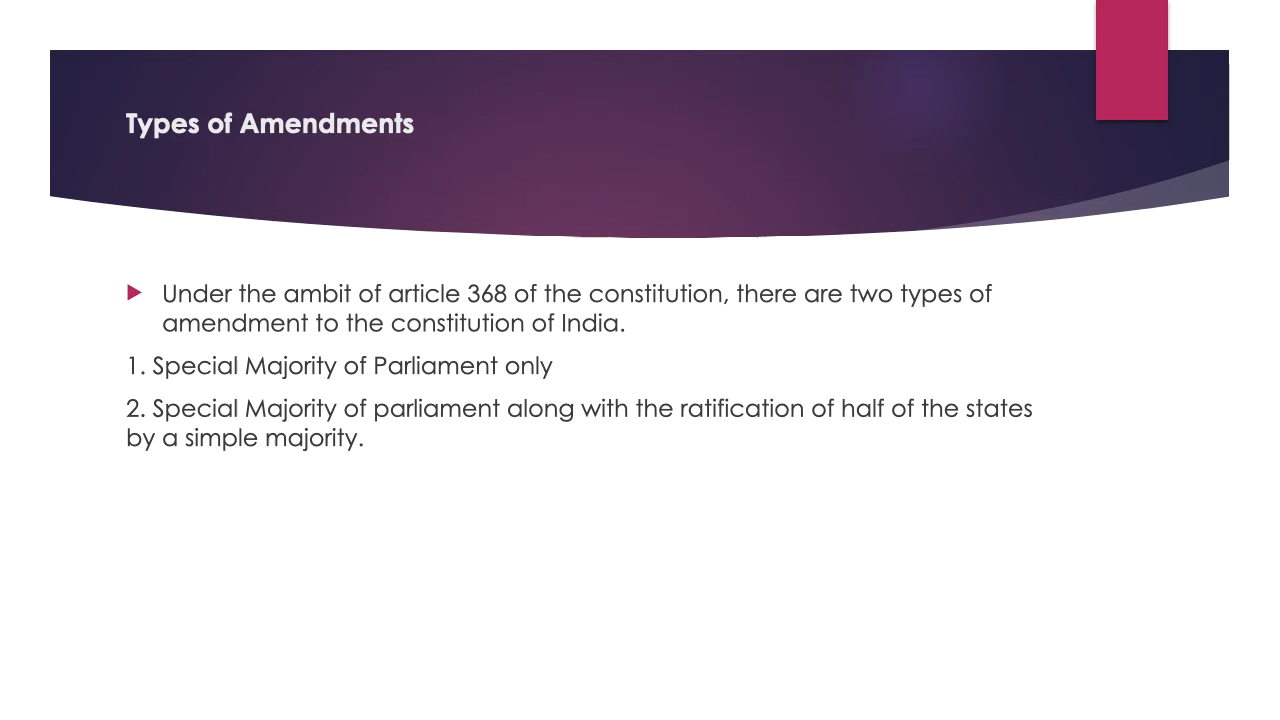 Types of Amendments
Under the ambit of article 368 of the constitution, there are two types of
amendment to the constitution of India.
1. Special Majority of Parliament only
2. Special Majority of parliament along with the ratification of half of the states
by a simple majority.